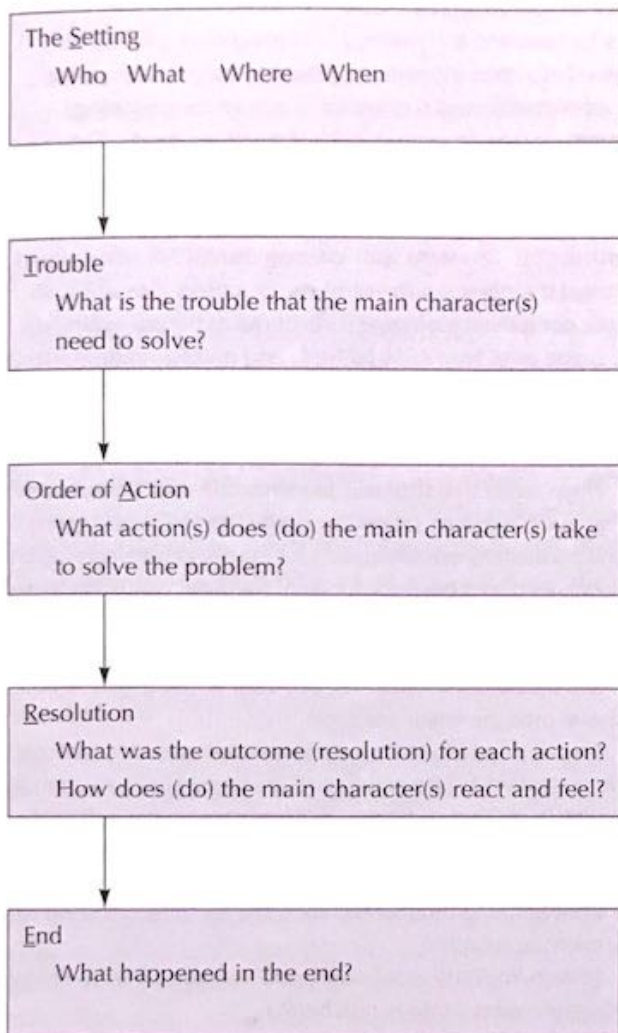 The Setting
Who What Where When
Trouble
What is the trouble that the main character(s)
need to solve?
Order of Action
What action(s) does (do) the main character(s) take
to solve the problem?
Resolution
What was the outcome (resolution) for each action?
How does (do) the main character(s) react and feel?
End
What happened in the end?